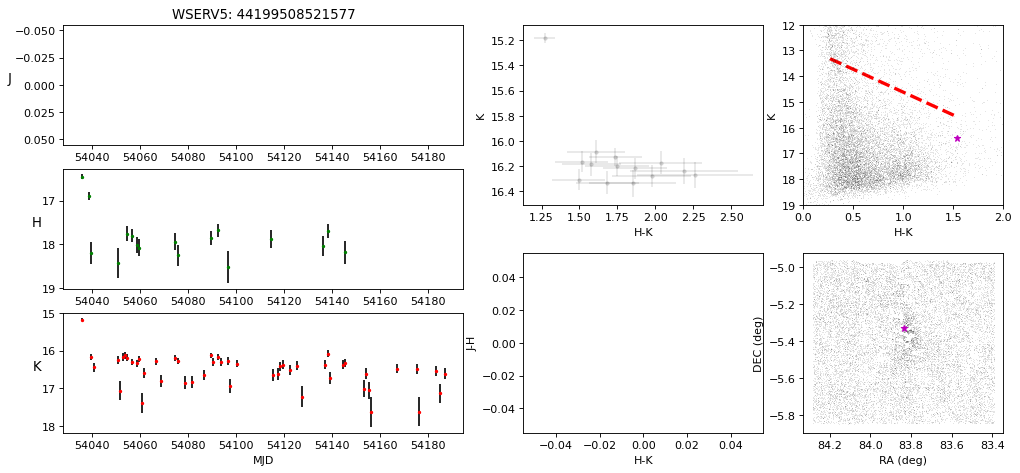 WSERV5: 44199508521577
−0.050
−0.025
0.000
0.025
0.050
J
54040 54060 54080 54100 54120 54140 54160 54180
17
18
19
H
54040 54060 54080 54100 54120 54140 54160 54180
15
16
17
18
K
54040 54060 54080 54100 54120 54140 54160 54180
MJD
15.2
15.4
15.6
15.8
16.0
16.2
16.4
K
1.25 1.50 1.75 2.00 2.25 2.50
H-K
12
13
14
15
16
17
18
19
K
0.0 0.5 1.0 1.5 2.0
H-K
0.04
0.02
0.00
−0.02
−0.04
J-H
−0.04 −0.02 0.00 0.02 0.04
H-K
−5.0
−5.2
−5.4
−5.6
−5.8
DEC (deg)
84.2 84.0 83.8 83.6 83.4
RA (deg)